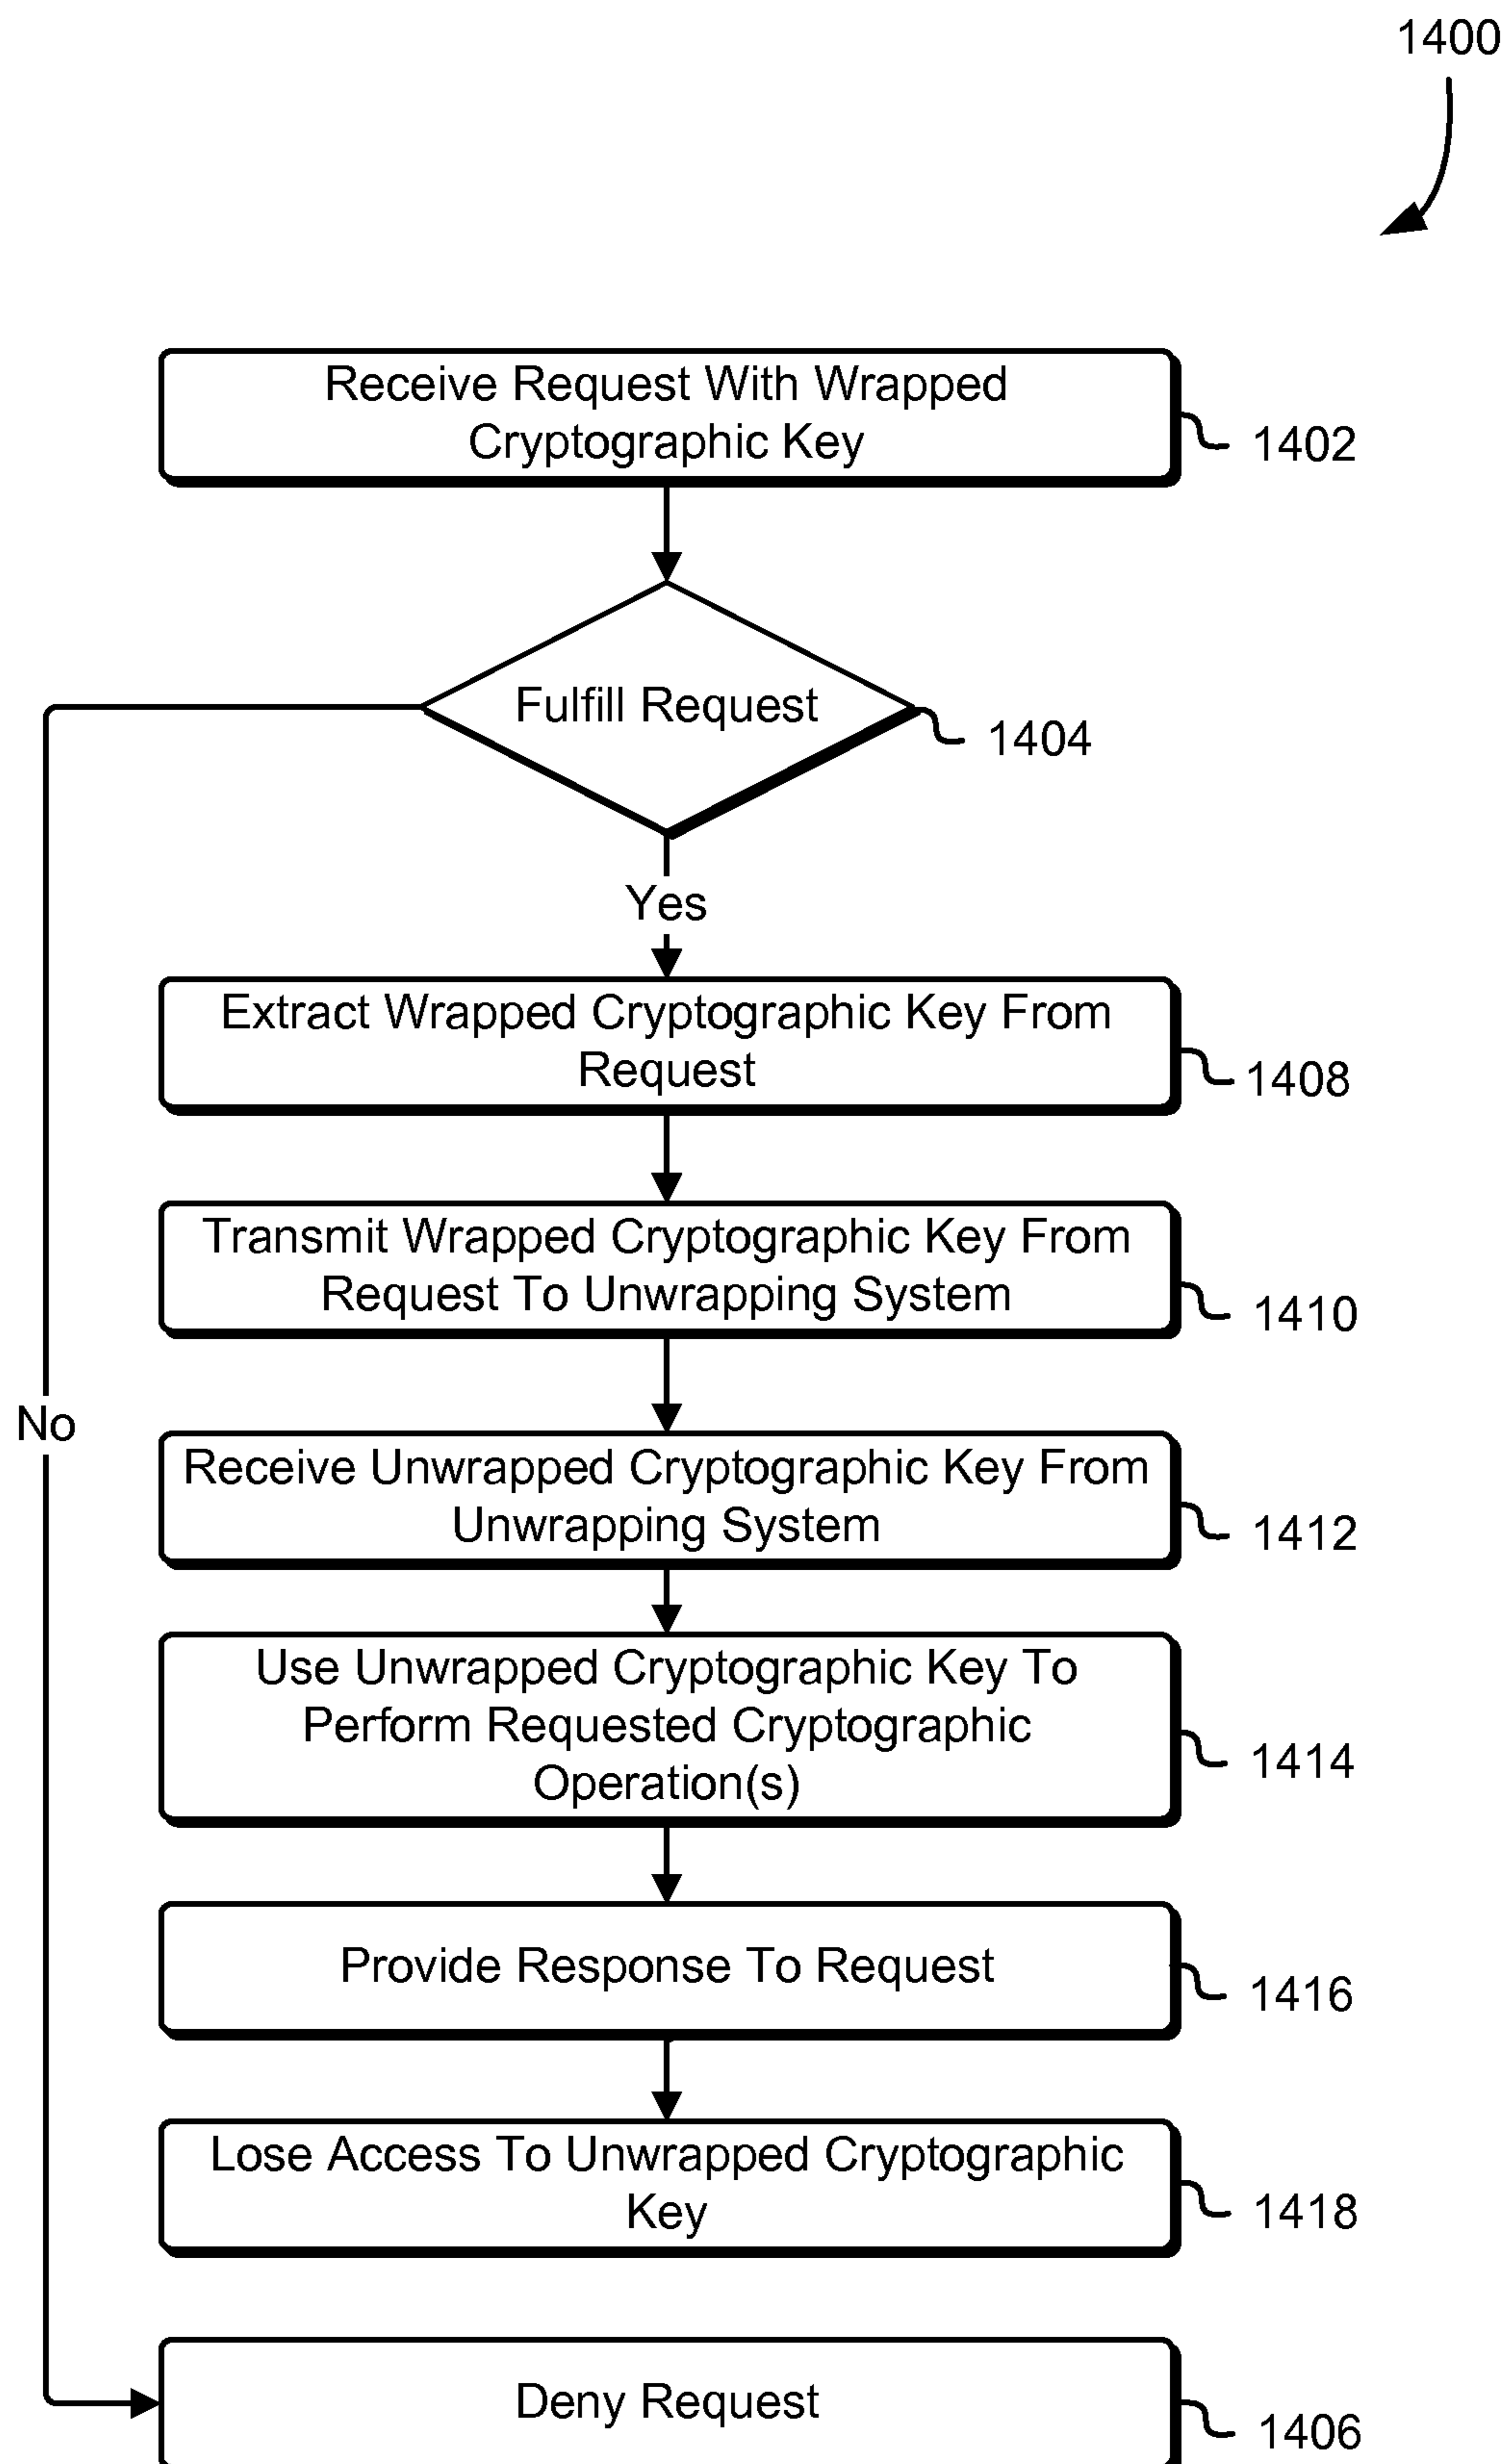 1400
Receive Request With Wrapped
Cryptographic Key
1402
Fulfill Request
1404
Yes
Extract Wrapped Cryptographic Key From
Request
1408
Transmit Wrapped Cryptographic Key From
Request To Unwrapping System
1410
No
Receive Unwrapped Cryptographic Key From
Unwrapping System
1412
Use Unwrapped Cryptographic Key To
Perform Requested Cryptographic
Operation(s)
1414
Provide Response To Request
1416
Lose Access To Unwrapped Cryptographic
Key
1418
Deny Request
1406